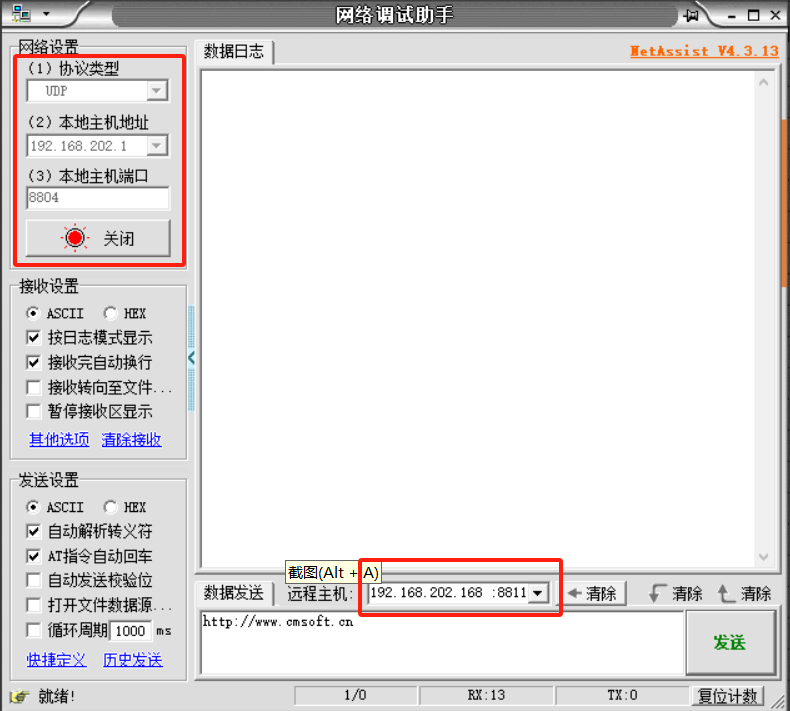 网络调试助手
网络设置
(1) 协议类型
UDP
(2) 本地主机地址
192.168.202.1
(3) 本地主机端口
8804
关闭
接收设置
ASCII HEX
按日志模式显示
接收完自动换行
接收转向至文件...
暂停接收区显示
其他选项 清除接收
发送设置
ASCII HEX
自动解析转义符
AT指令自动回车
自动发送校验位
打开文件数据源...
循环周期 1000 ms
快捷定义 历史发送
数据日志 NetAssist V4.3.13
截图(Alt + A)
数据发送 远程主机: 192.168.202.168 :8811 清除 清除 清除
http://www.cmsoft.cn
发送
就绪! 1/0 RX:13 TX:0 复位计数